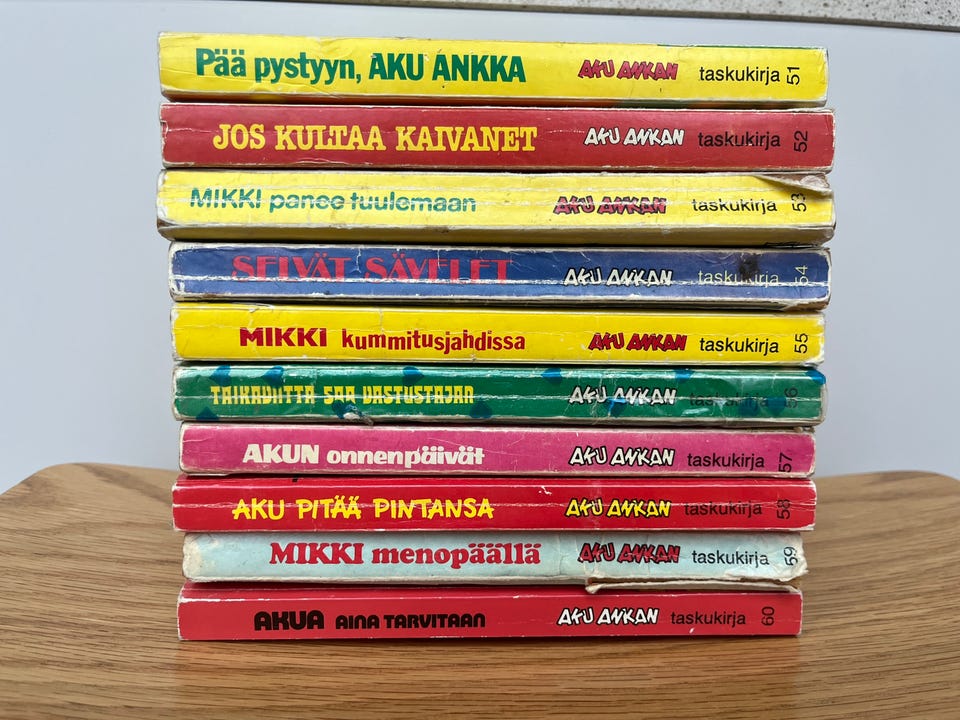 Pää pystyyn, AKU ANKKA AKU ANKAN taskukirja 51
JOS KULTAA KAIVANET AKU ANKAN taskukirja 52
MIKKI panee tuulemaan AKU ANKAN taskukirja 53
SELVÄT SÄVELET AKU ANKAN taskukirja 54
MIKKI kummitusjahdissa AKU ANKAN taskukirja 55
TAIKAVIITTA SAA VASTUSTAJAN AKU ANKAN taskukirja 56
AKUN onnenpäivät AKU ANKAN taskukirja 57
AKU PITÄÄ PINTANSA AKU ANKAN taskukirja 58
MIKKI menopäällä AKU ANKAN taskukirja 59
AKUA AINA TARVITAAN AKU ANKAN taskukirja 60